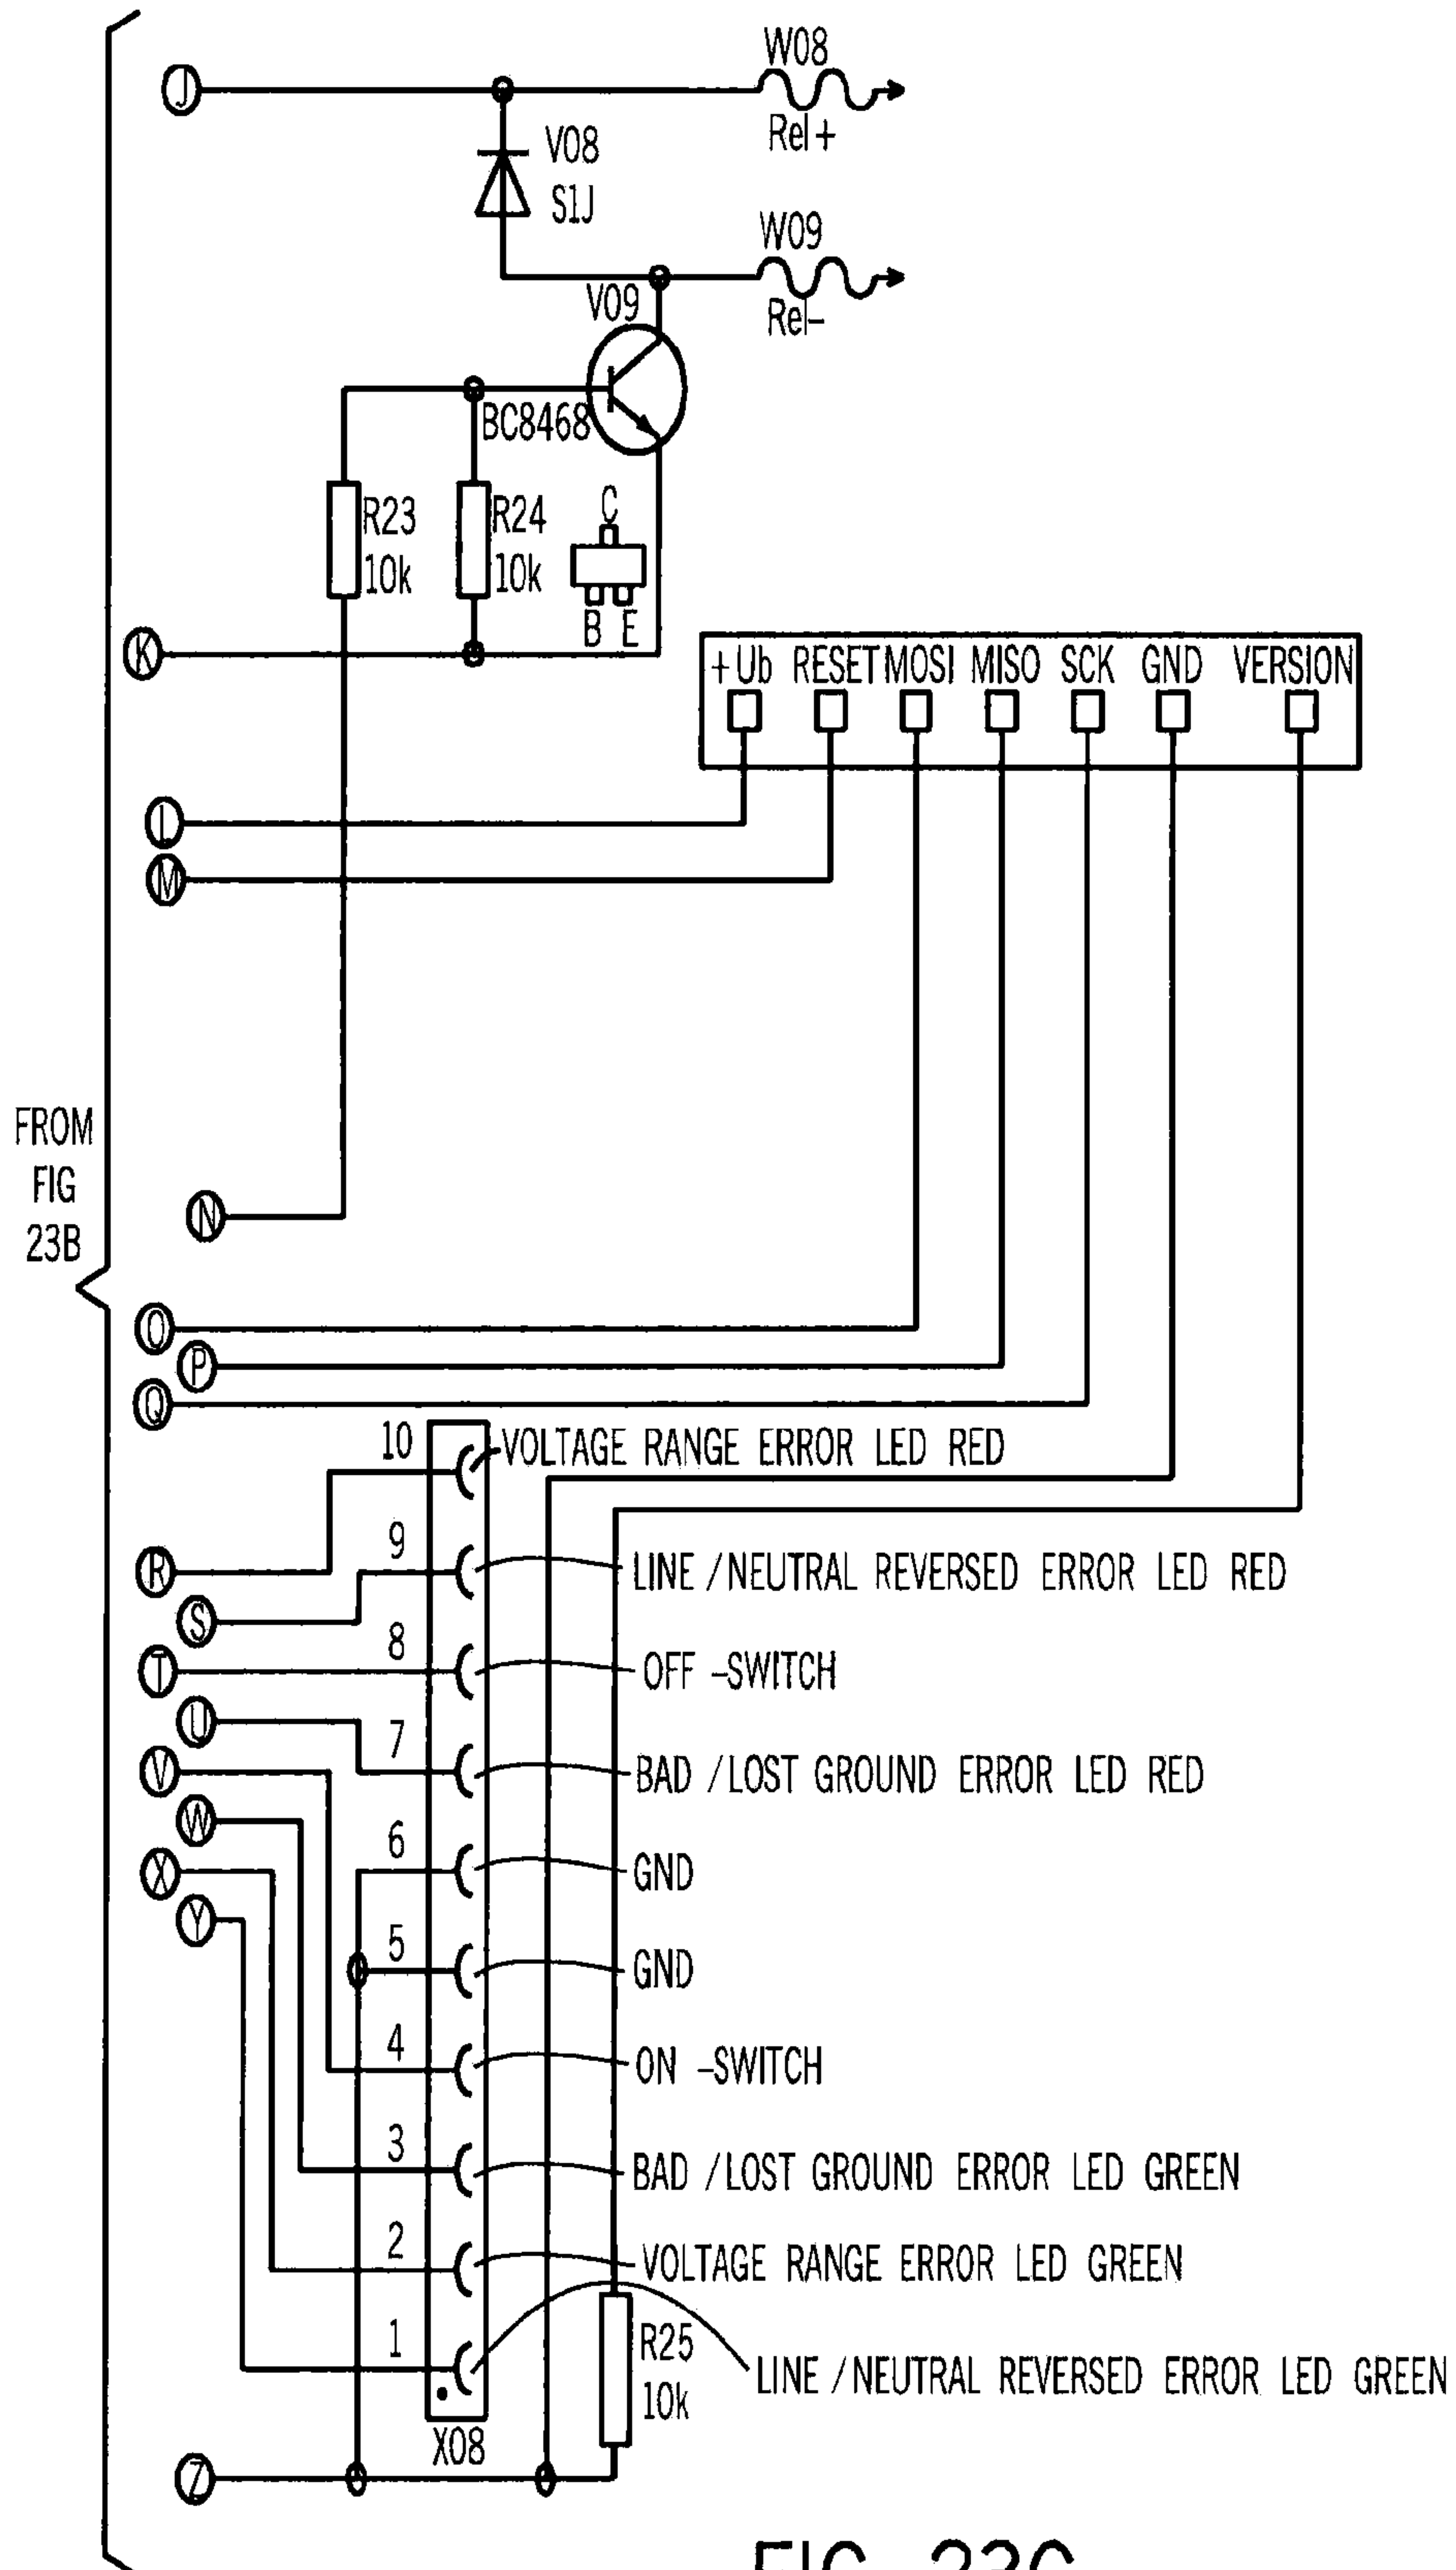 J
W08
Rel+
V08
S1J
W09
Rel-
V09
BC8468
R23
10k
R24
10k
C
B E
K
+Ub RESET MOSI MISO SCK GND VERSION
L
M
FROM
FIG
23B
N
O
P
Q
10 VOLTAGE RANGE ERROR LED RED
R
9 LINE /NEUTRAL REVERSED ERROR LED RED
S
8 OFF -SWITCH
T
U
7 BAD /LOST GROUND ERROR LED RED
V
W
6 GND
X
Y
5 GND
4 ON -SWITCH
3 BAD /LOST GROUND ERROR LED GREEN
2 VOLTAGE RANGE ERROR LED GREEN
1 LINE /NEUTRAL REVERSED ERROR LED GREEN
R25
10k
X08
Z
FIG. 23C